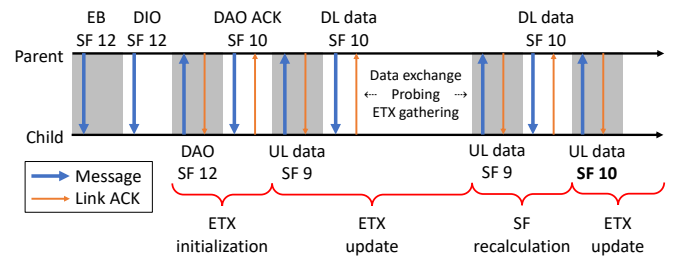 EB
SF 12
DIO
SF 12
DAO ACK
SF 10
DL data
SF 10
DL data
SF 10
Parent
Data exchange
Probing
ETX gathering
Child
DAO
SF 12
UL data
SF 9
UL data
SF 9
UL data
SF 10
Message
Link ACK
ETX
initialization
ETX
update
SF
recalculation
ETX
update